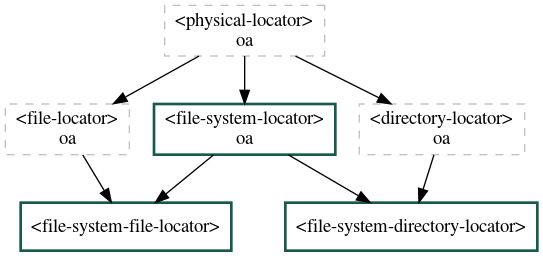 <physical-locator>
oa
<file-locator>
oa
<file-system-locator>
oa
<directory-locator>
oa
<file-system-file-locator>
<file-system-directory-locator>